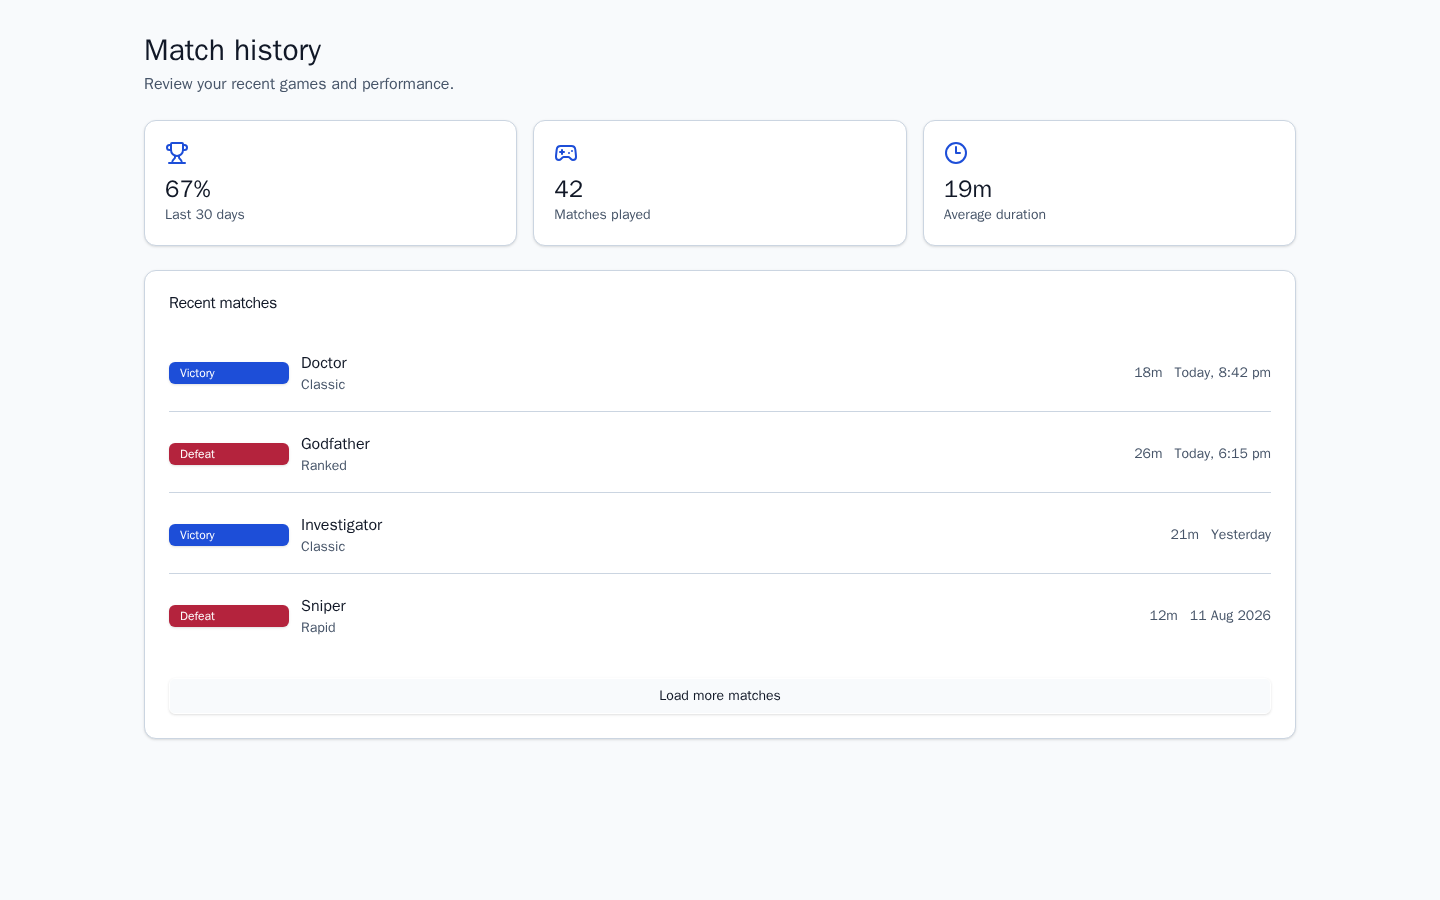 Match history
Review your recent games and performance.
67%
Last 30 days
42
Matches played
19m
Average duration
Recent matches
Victory
Doctor
Classic
18m Today, 8:42 pm
Defeat
Godfather
Ranked
26m Today, 6:15 pm
Victory
Investigator
Classic
21m Yesterday
Defeat
Sniper
Rapid
12m 11 Aug 2026
Load more matches